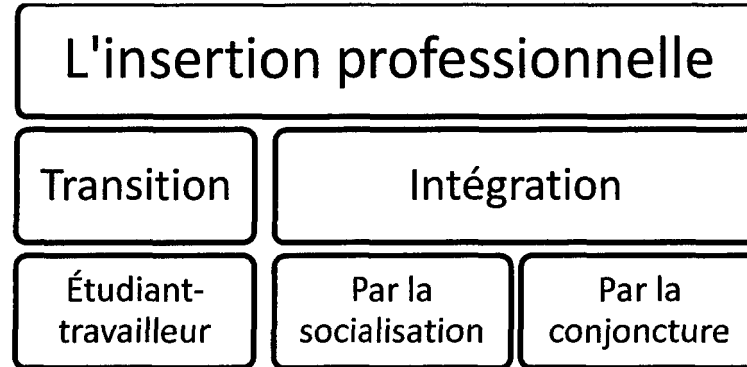 L'insertion professionnelle
Transition
Intégration
Étudiant-
travailleur
Par la
socialisation
Par la
conjoncture